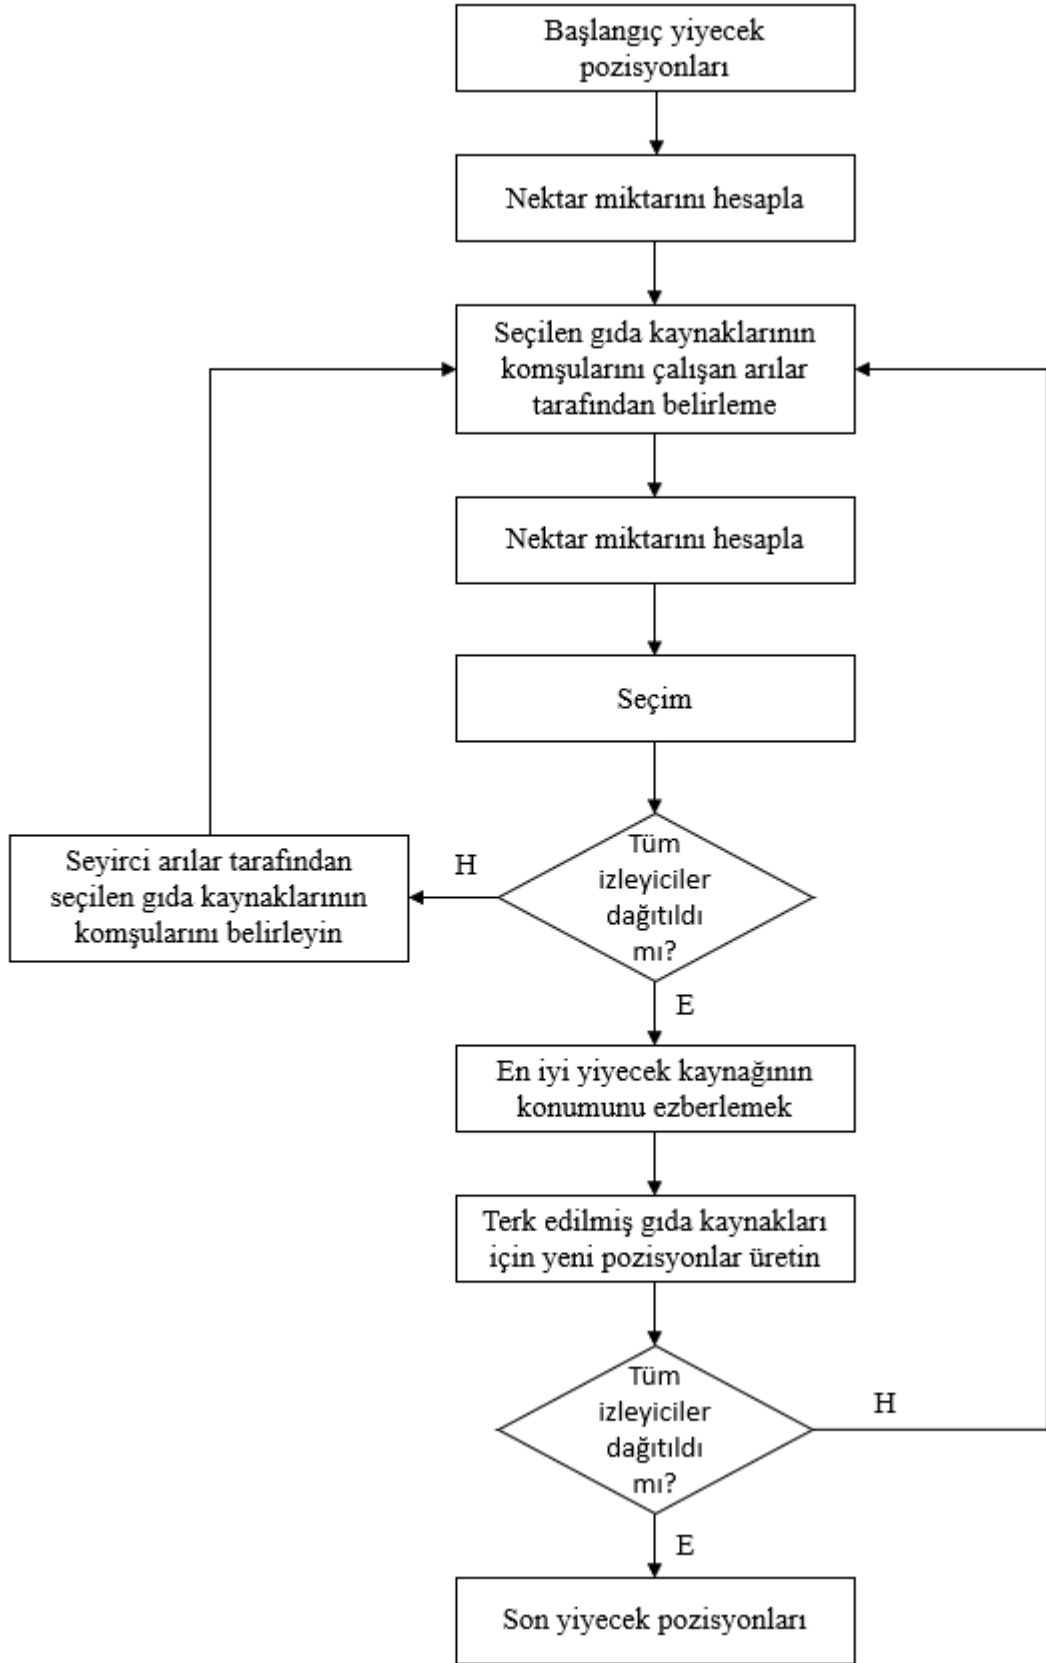 Başlangıç yiyecek
pozisyonları
Nektar miktarını hesapla
Seçilen gıda kaynaklarının
komşularını çalışan arılar
tarafından belirleme
Nektar miktarını hesapla
Seçim
Tüm
izleyiciler
dağıtıldı
mı?
H
Seyirci arılar tarafından
seçilen gıda kaynaklarının
komşularını belirleyin
E
En iyi yiyecek kaynağının
konumunu ezberlemek
Terk edilmiş gıda kaynakları
için yeni pozisyonlar üretin
Tüm
izleyiciler
dağıtıldı
mı?
H
E
Son yiyecek pozisyonları